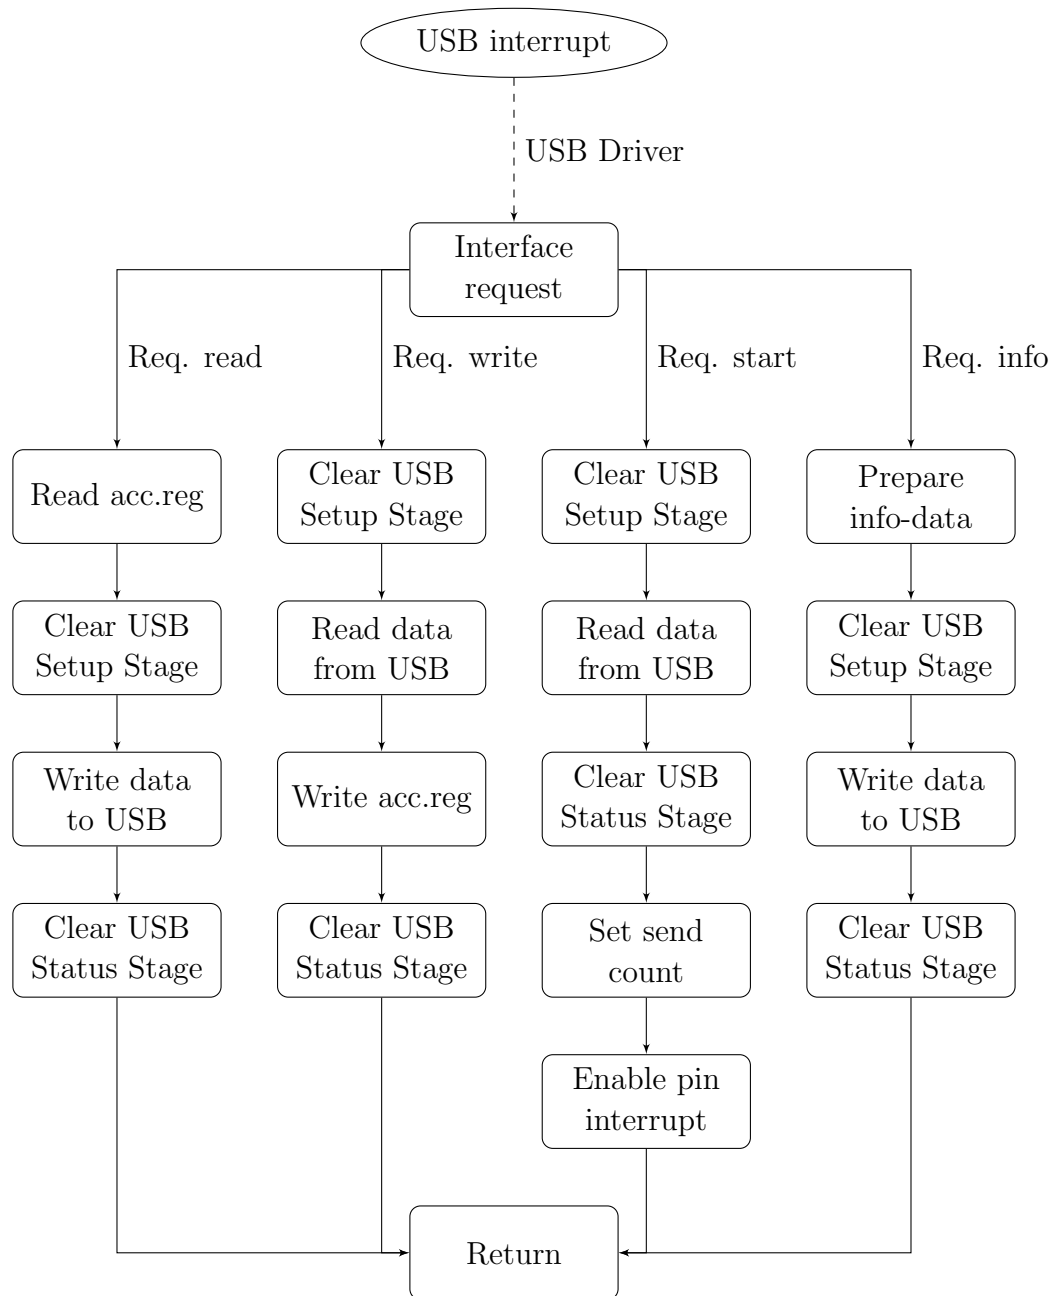 USB interrupt
USB Driver
Interface
request
Req. read
Req. write
Req. start
Req. info
Read acc.reg
Clear USB
Setup Stage
Clear USB
Setup Stage
Prepare
info-data
Clear USB
Setup Stage
Read data
from USB
Read data
from USB
Clear USB
Setup Stage
Write data
to USB
Write acc.reg
Clear USB
Status Stage
Write data
to USB
Clear USB
Status Stage
Clear USB
Status Stage
Set send
count
Clear USB
Status Stage
Enable pin
interrupt
Return